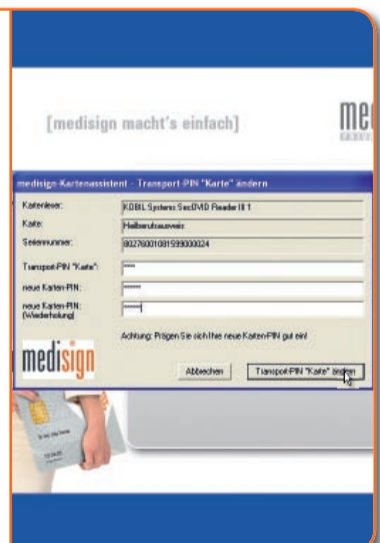 [medisign macht's einfach]
medisign-Kartenassistent - Transport-PIN "Karte" ändern
Kartenleser:
KOBIL Systems SecOVID Reader III 1
Karte:
Heilberufsausweis
Seriennummer:
80276001081599000024
Transport-PIN "Karte":
neue Karten-PIN:
neue Karten-PIN:
(Wiederholung)
Achtung: Prägen Sie sich Ihre neue Karten-PIN gut ein!
medisign
Abbrechen
Transport-PIN "Karte" ändern